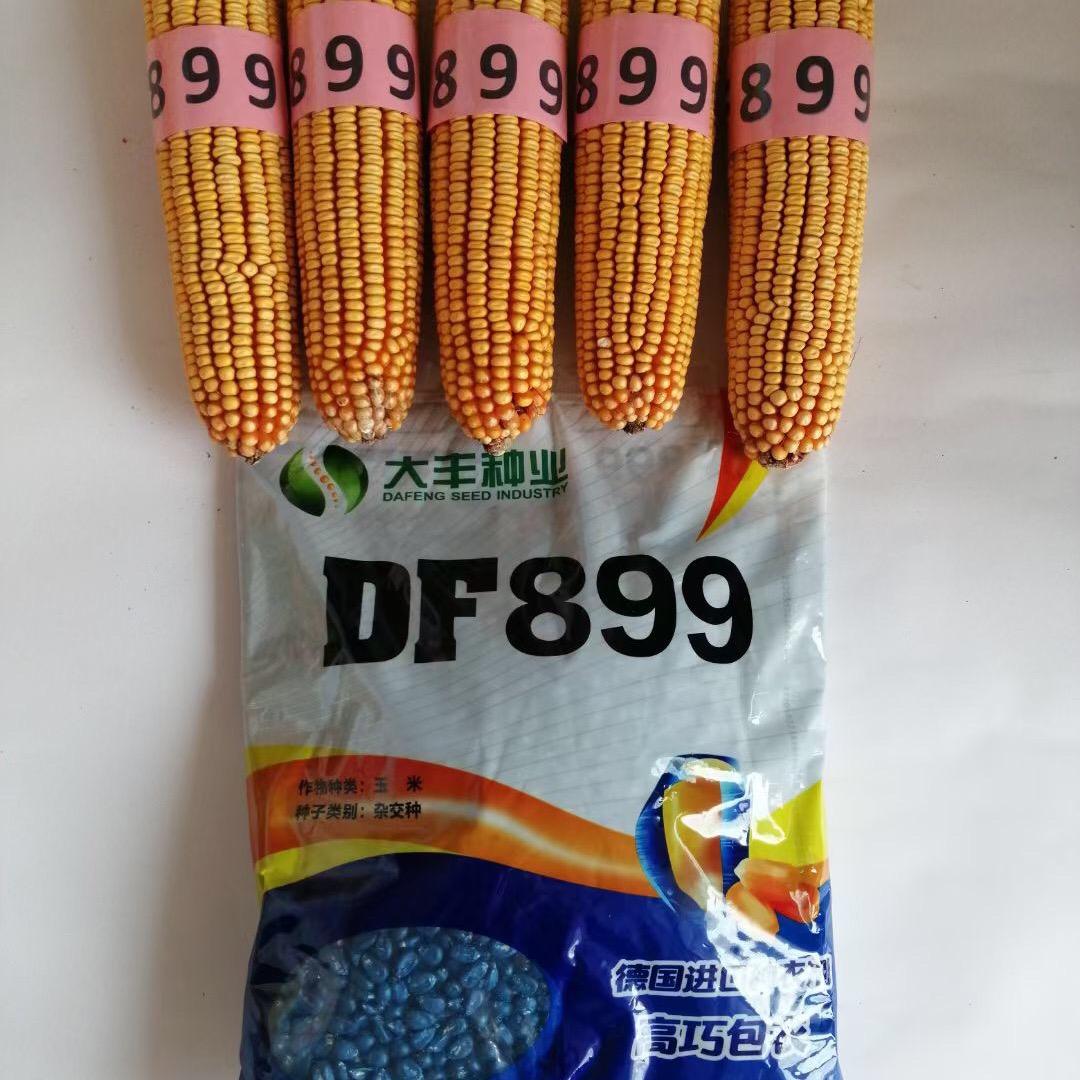 899
899
899
899
899
大丰种业
DAFENG SEED INDUSTRY
DF899
作物种类：玉 米
种子类别：杂交种
德国进口
高巧包衣